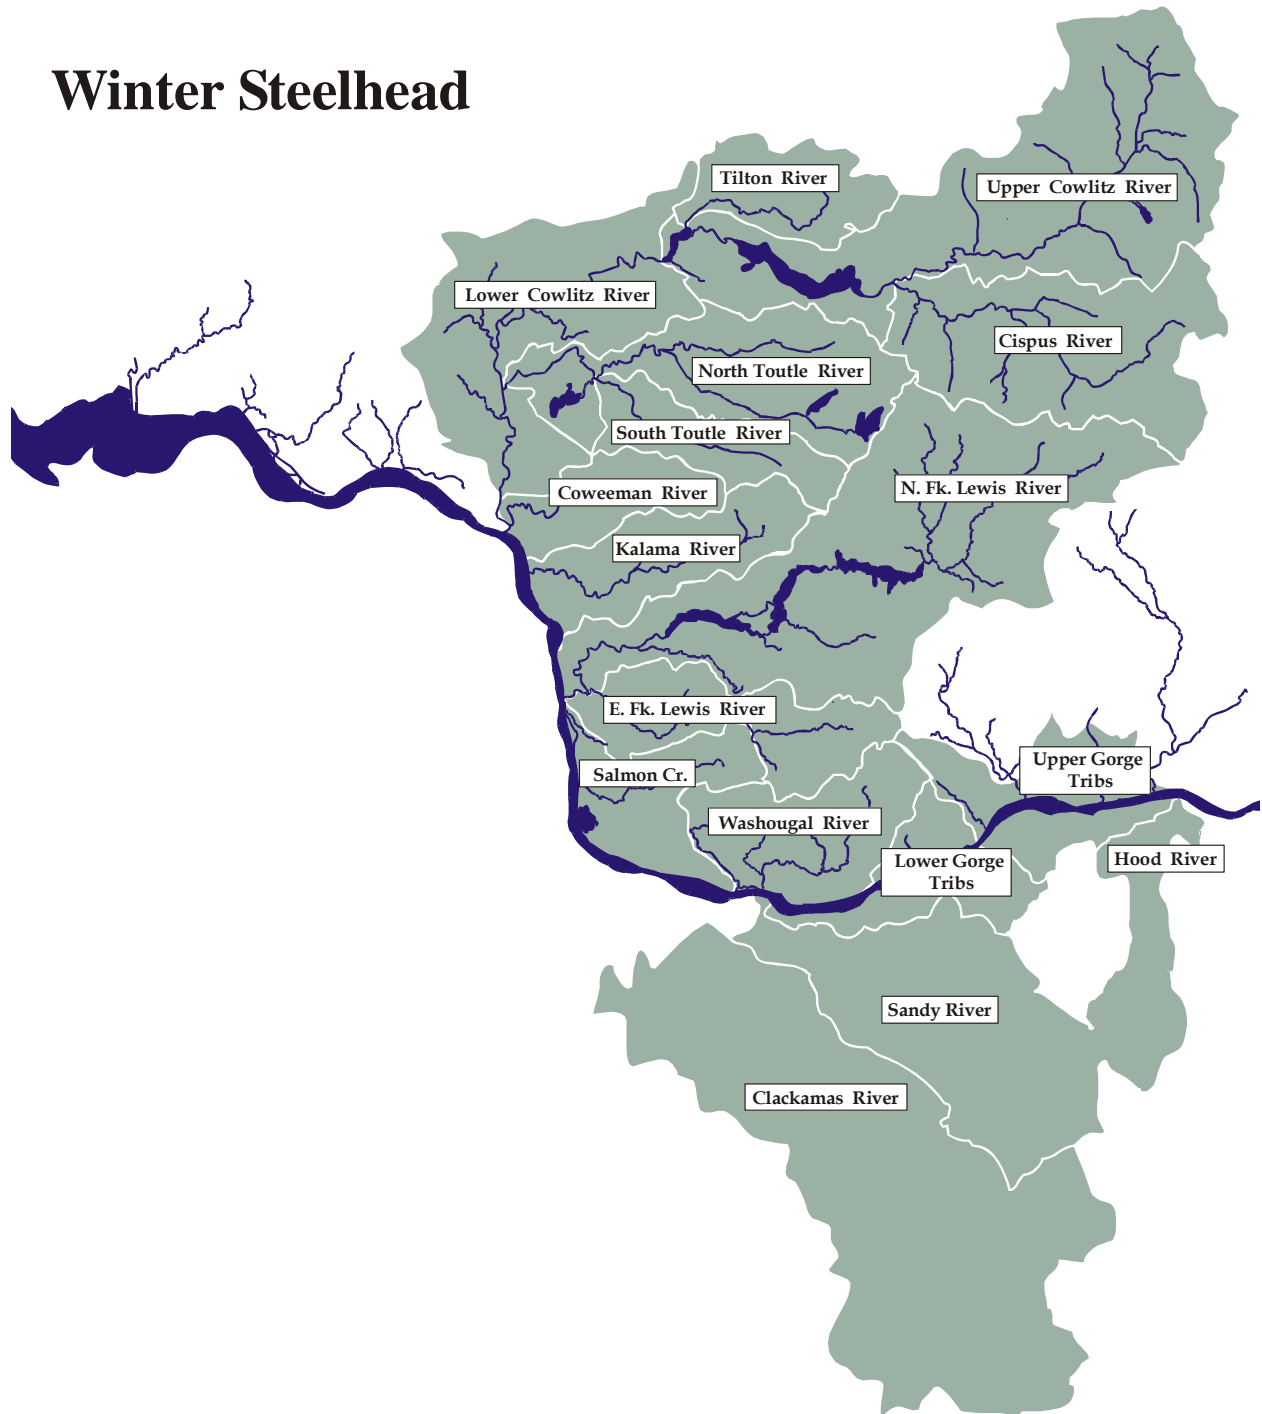 Winter Steelhead
Tilton River
Upper Cowlitz River
Lower Cowlitz River
Cispus River
North Toutle River
South Toutle River
N. Fk. Lewis River
Coweeman River
Kalama River
E. Fk. Lewis River
Upper Gorge
Tribs
Salmon Cr.
Washougal River
Lower Gorge
Tribs
Hood River
Sandy River
Clackamas River